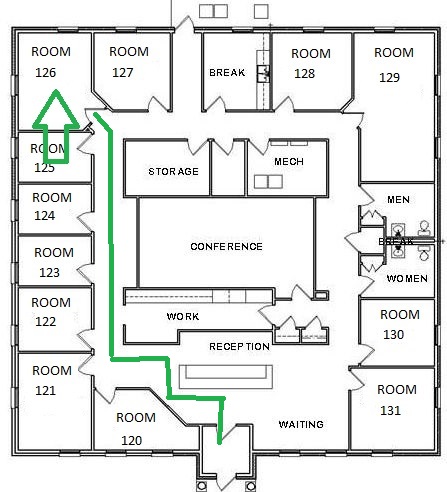 ROOM
126
ROOM
127
BREAK
ROOM
128
ROOM
129
ROOM
125
STORAGE
MECH
ROOM
124
MEN
CONFERENCE
BREAK
ROOM
123
WOMEN
ROOM
122
WORK
ROOM
130
RECEPTION
ROOM
121
ROOM
131
ROOM
120
WAITING